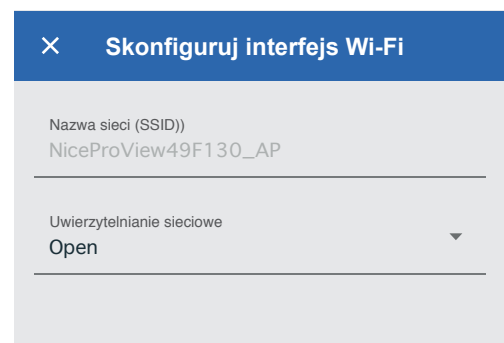 Skonfiguruj interfejs Wi-Fi
Nazwa sieci (SSID))
NiceProView49F130_AP
Uwierzytelnianie sieciowe
Open